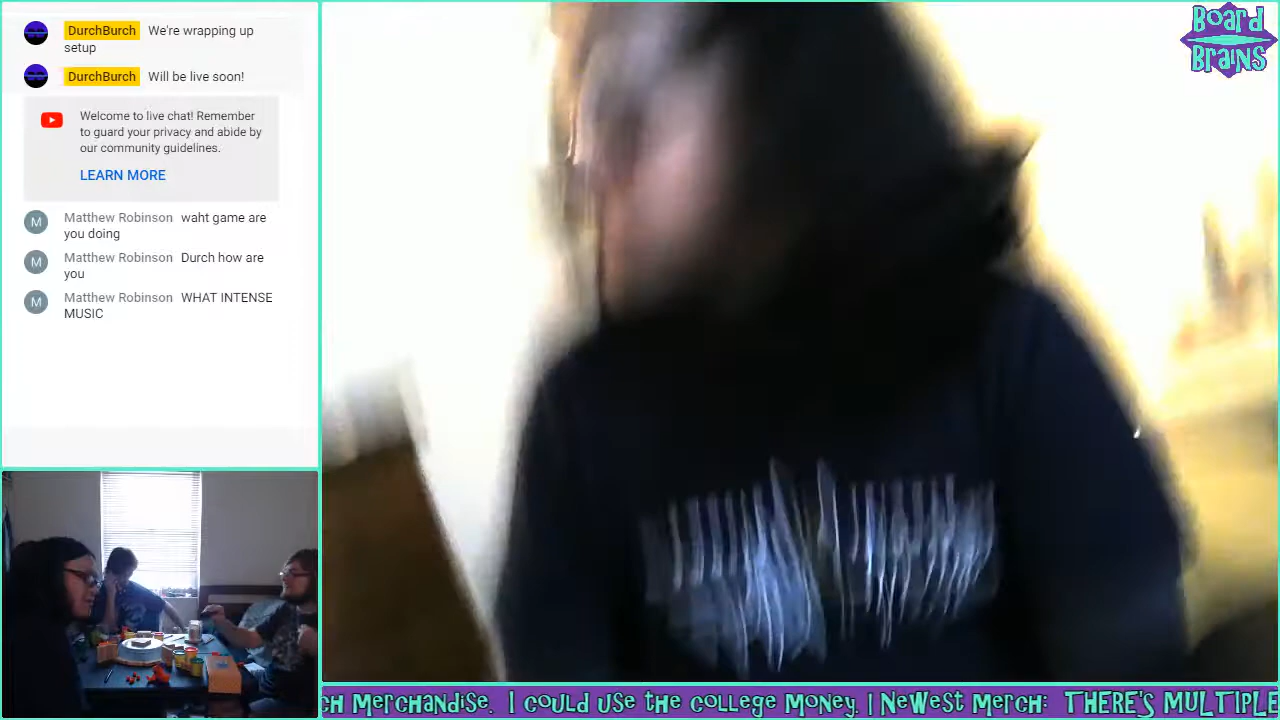 DurchBurch We're wrapping up
setup
DurchBurch Will be live soon!
Welcome to live chat! Remember
to guard your privacy and abide by
our community guidelines.
LEARN MORE
M Matthew Robinson waht game are
you doing
M Matthew Robinson Durch how are
you
M Matthew Robinson WHAT INTENSE
MUSIC
Board
Brains
CH MERCHANDISE. I COULD USE THE COLLEGE MONEY. | NEWEST MERCH: THERE'S MULTIPLE